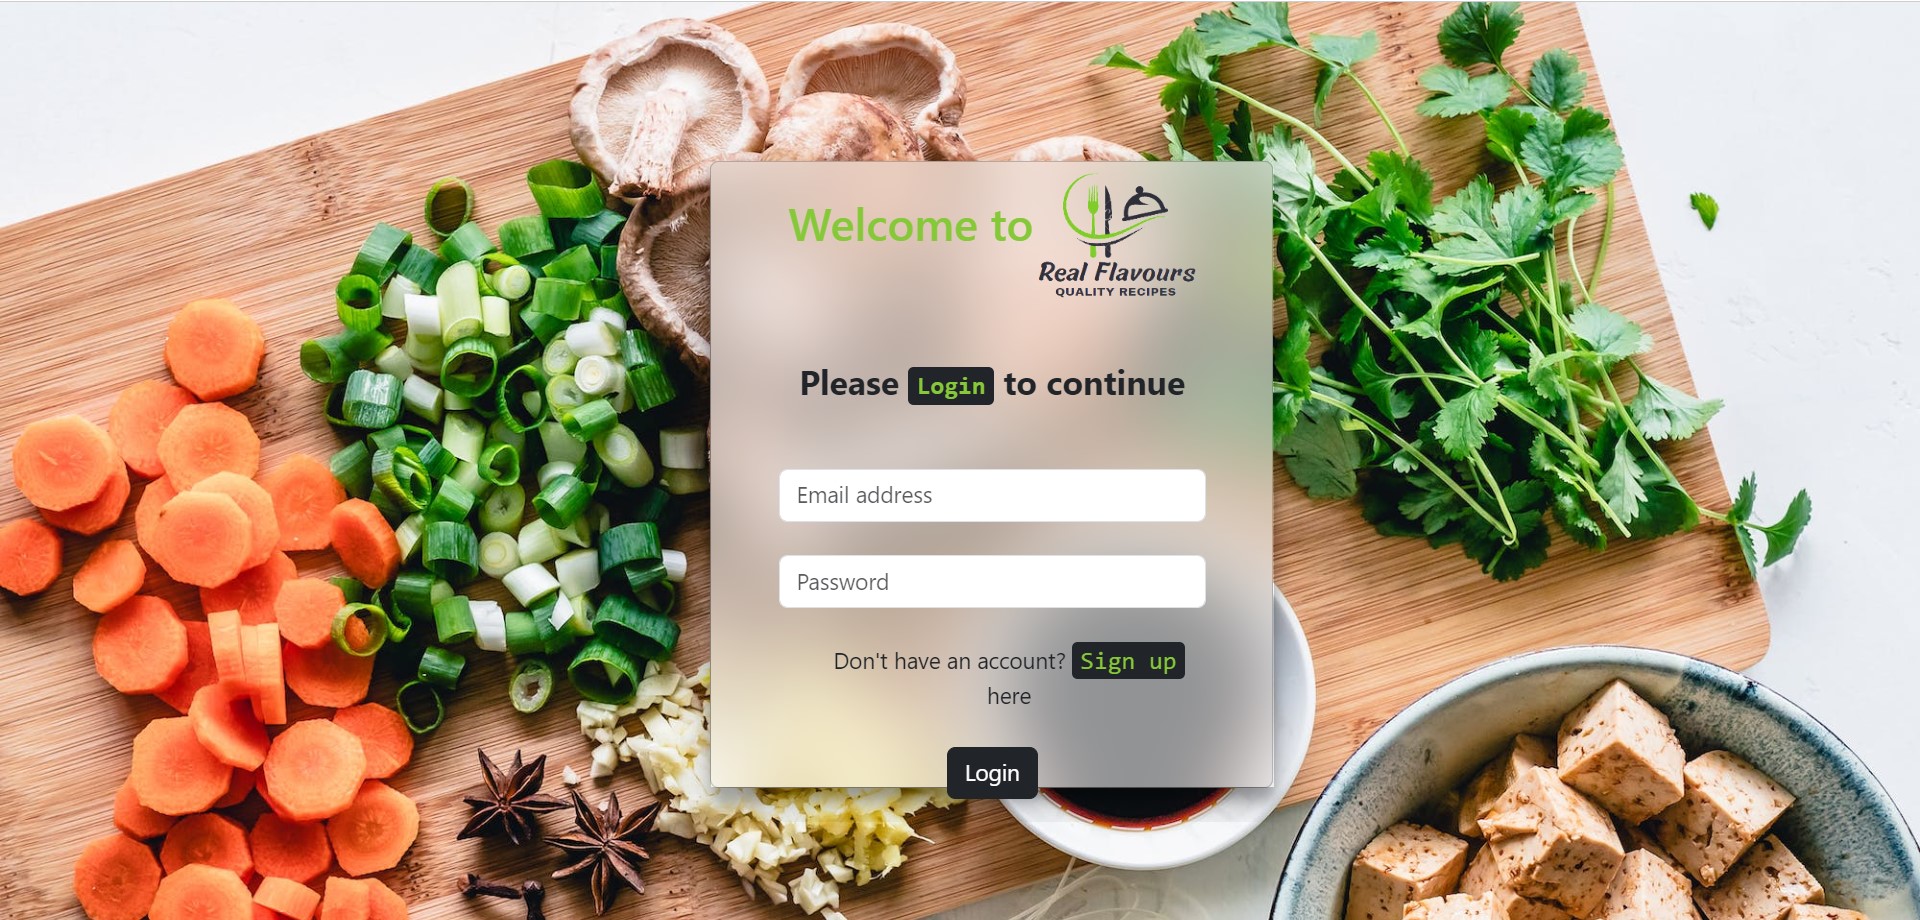 Welcome to
Real Flavours
QUALITY RECIPES
Please Login to continue
Email address
Password
Don't have an account? Sign up
here
Login